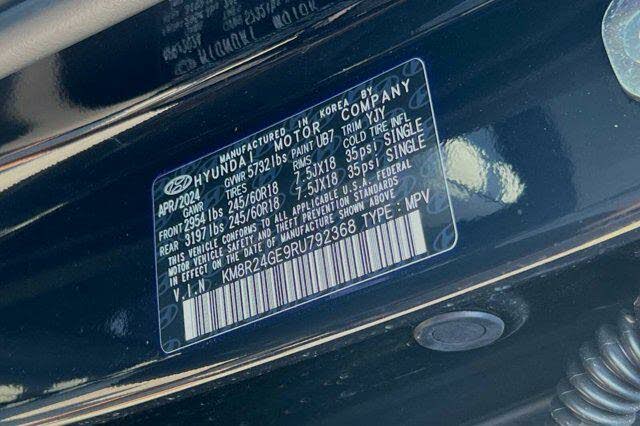 MANUFACTURED IN KOREA BY
HYUNDAI MOTOR COMPANY
APR/2024 GVWR 5732 lbs PAINT UB7 TRIM YJY
GAWR TIRES RIMS COLD TIRE INFL
FRONT 2954 lbs 245/60R18 7.5JX18 35psi SINGLE
REAR 3197 lbs 245/60R18 7.5JX18 35psi SINGLE
THIS VEHICLE CONFORMS TO ALL APPLICABLE U.S.A. FEDERAL
MOTOR VEHICLE SAFETY AND THEFT PREVENTION STANDARDS
IN EFFECT ON THE DATE OF MANUFACTURE SHOWN ABOVE
V.I.N KM8R24GE9RU792368 TYPE : MPV